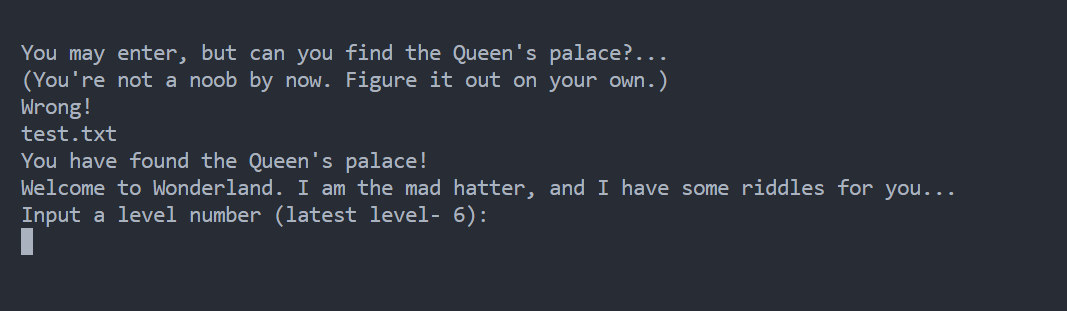 You may enter, but can you find the Queen's palace?...
(You're not a noob by now. Figure it out on your own.)
Wrong!
test.txt
You have found the Queen's palace!
Welcome to Wonderland. I am the mad hatter, and I have some riddles for you...
Input a level number (latest level- 6):